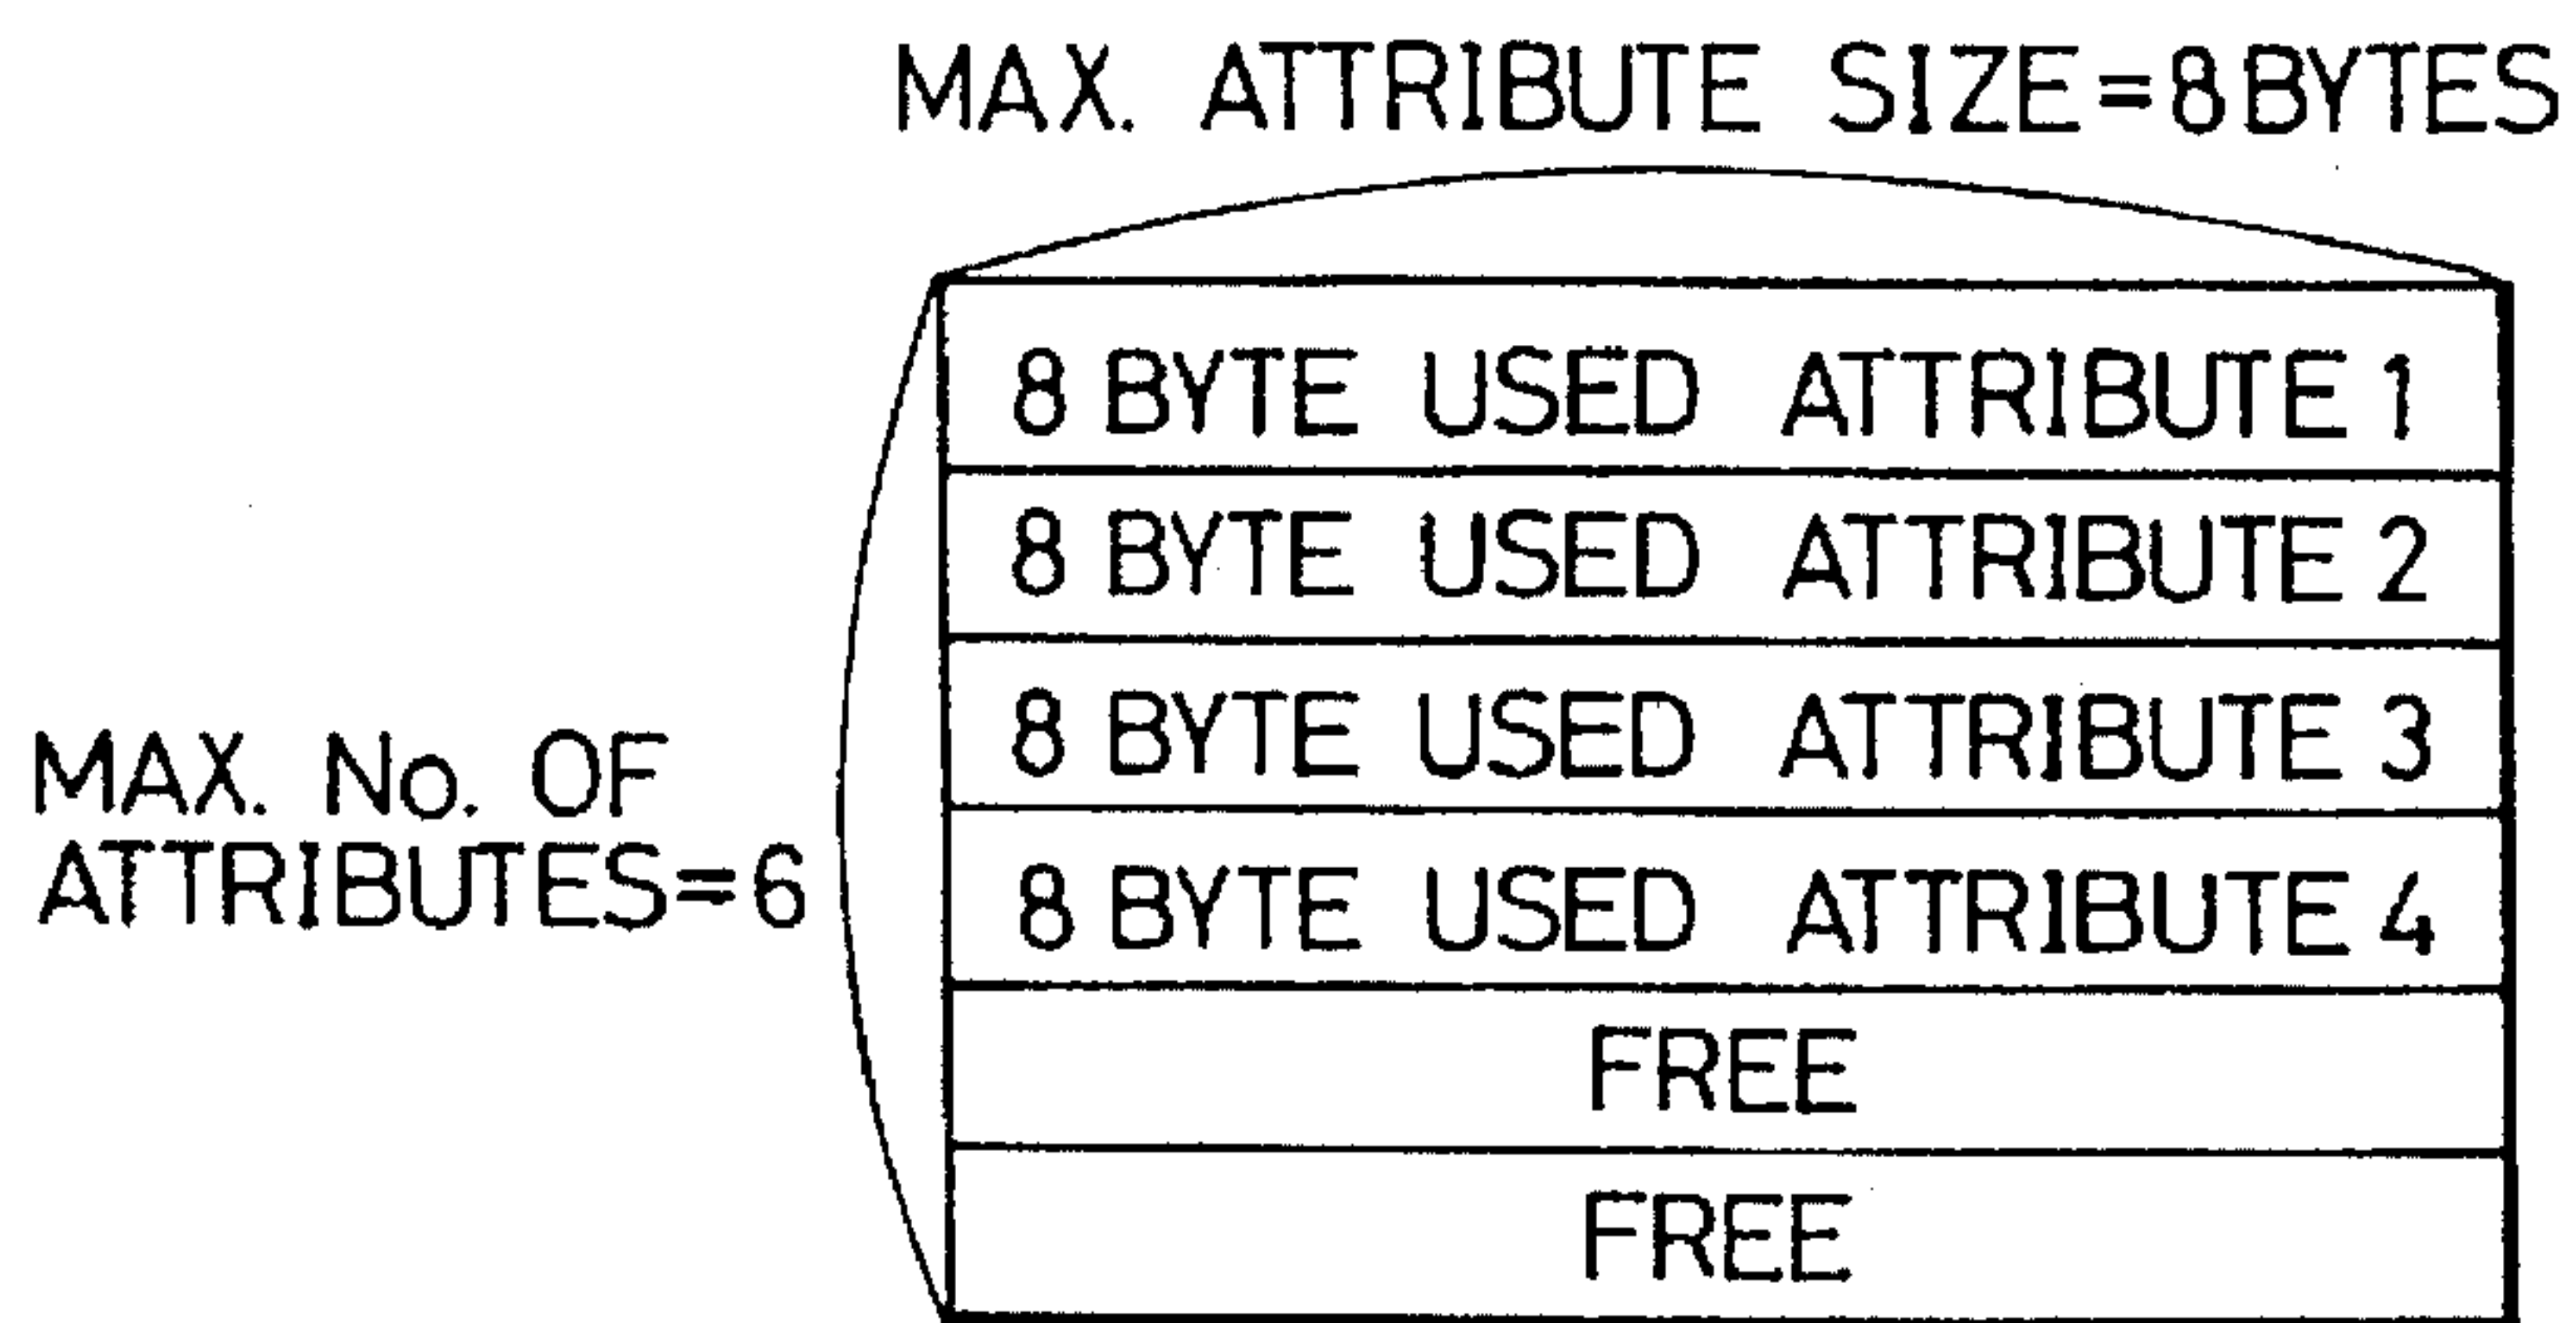 MAX. ATTRIBUTE SIZE=8 BYTES
8 BYTE USED ATTRIBUTE 1
8 BYTE USED ATTRIBUTE 2
8 BYTE USED ATTRIBUTE 3
MAX. No. OF
ATTRIBUTES=6
8 BYTE USED ATTRIBUTE 4
FREE
FREE